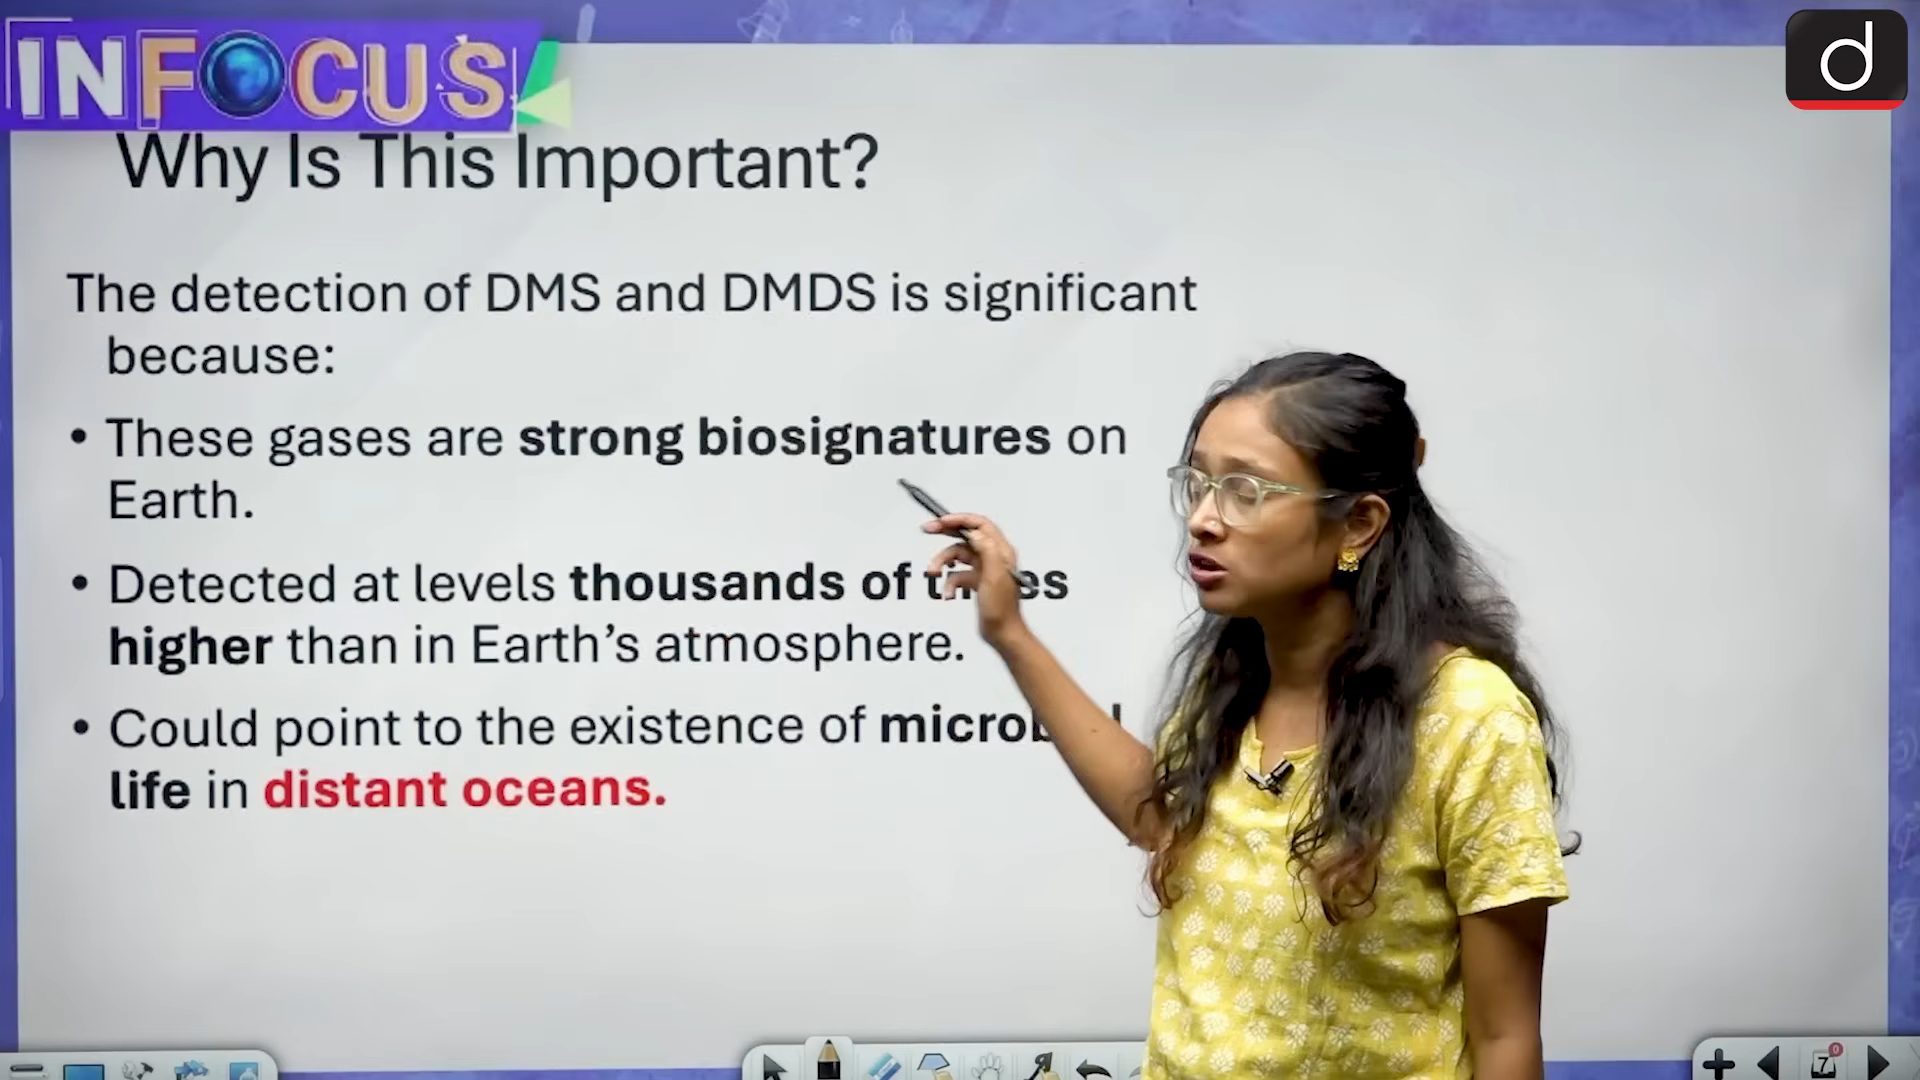 INFOCUS
d
Why Is This Important?
The detection of DMS and DMDS is significant
because:
• These gases are strong biosignatures on
Earth.
• Detected at levels thousands of
higher than in Earth's atmosphere.
• Could point to the existence of
life in distant oceans.
7
0